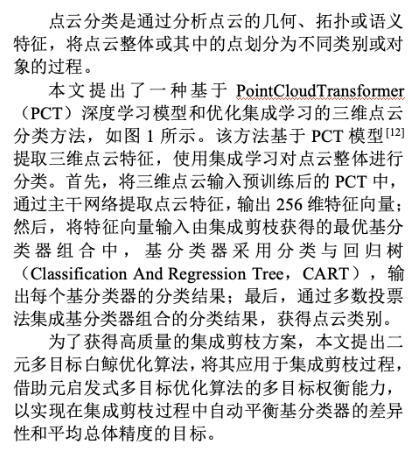 点云分类是通过分析点云的几何、拓扑或语义
特征，将点云整体或其中的点划分为不同类别或对
象的过程。
本文提出了一种基于 PointCloudTransformer
（PCT）深度学习模型和优化集成学习的三维点云
分类方法，如图 1 所示。该方法基于 PCT 模型[12]
提取三维点云特征，使用集成学习对点云整体进行
分类。首先，将三维点云输入预训练后的 PCT 中，
通过主干网络提取点云特征，输出 256 维特征向量；
然后，将特征向量输入由集成剪枝获得的最优基分
类器组合中，基分类器采用分类与回归树
（Classification And Regression Tree，CART），输
出每个基分类器的分类结果；最后，通过多数投票
法集成基分类器组合的分类结果，获得点云类别。
为了获得高质量的集成剪枝方案，本文提出二
元多目标白鲸优化算法，将其应用于集成剪枝过程，
借助元启发式多目标优化算法的多目标权衡能力，
以实现在集成剪枝过程中自动平衡基分类器的差异
性和平均总体精度的目标。